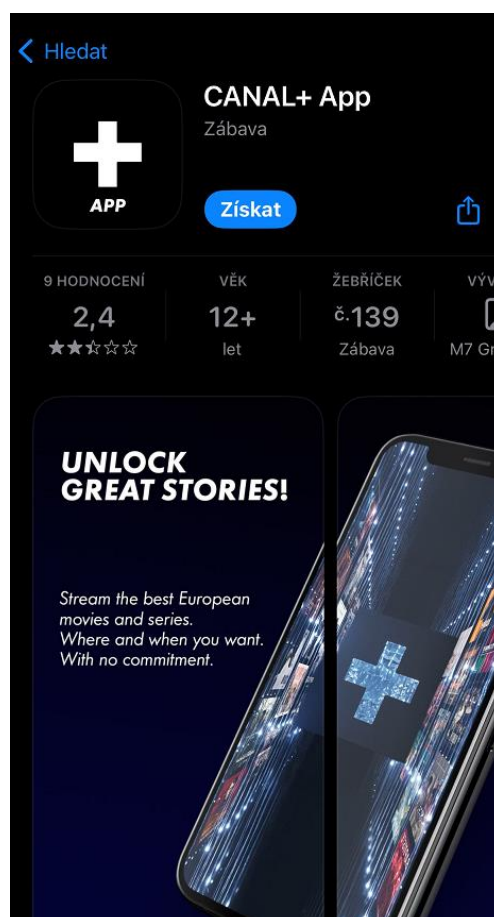 Hledat
CANAL+ App
Zábava
APP
Získat
9 HODNOCENÍ
VĚK
ŽEBŘÍČEK
2,4
12+
č.139
let
Zábava
M7
UNLOCK
GREAT STORIES!
Stream the best European
movies and series.
Where and when you want.
With no commitment.